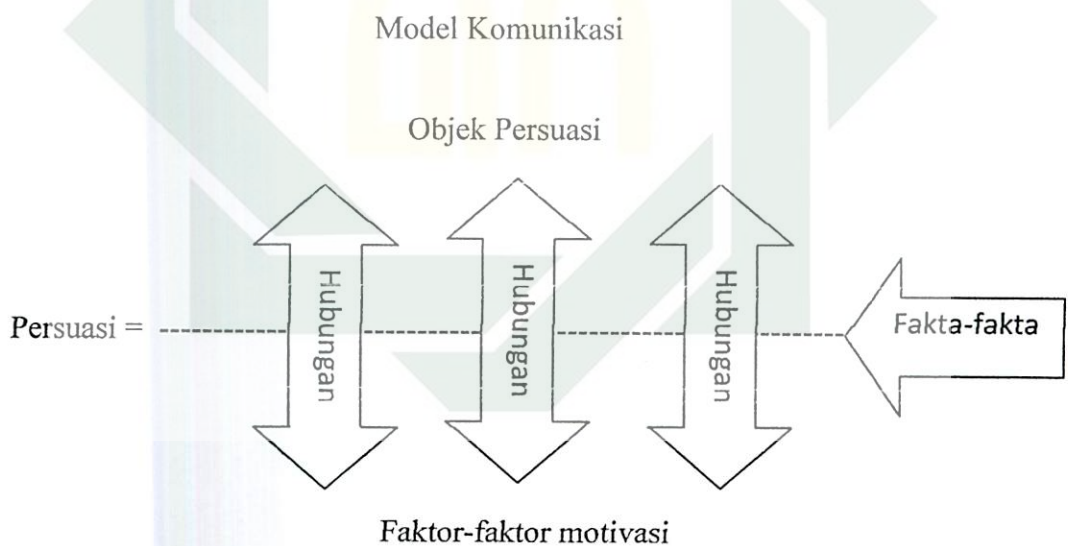 Model Komunikasi
Objek Persuasi
Hubungan
Hubungan
Hubungan
Persuasi = --------------------------------
Fakta-fakta
Faktor-faktor motivasi